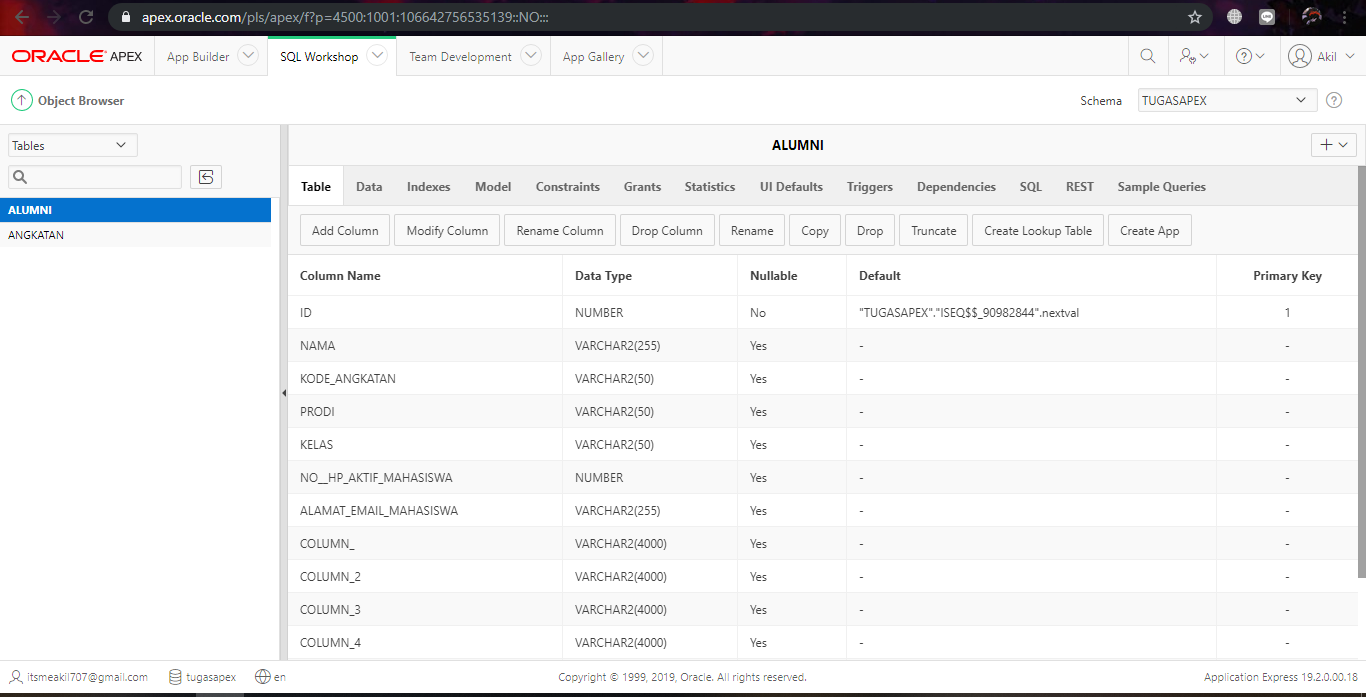 apex.oracle.com/pls/apex/f?p=4500:1001:106642756535139::NO:::
ORACLE APEX App Builder SQL Workshop Team Development App Gallery Akil
Object Browser Schema TUGASAPEX
Tables
ALUMNI
ANGKATAN
ALUMNI
Table Data Indexes Model Constraints Grants Statistics UI Defaults Triggers Dependencies SQL REST Sample Queries
Add Column Modify Column Rename Column Drop Column Rename Copy Drop Truncate Create Lookup Table Create App
Column Name Data Type Nullable Default Primary Key
ID NUMBER No "TUGASAPEX"."ISEQ$$_90982844".nextval 1
NAMA VARCHAR2(255) Yes - -
KODE_ANGKATAN VARCHAR2(50) Yes - -
PRODI VARCHAR2(50) Yes - -
KELAS VARCHAR2(50) Yes - -
NO__HP_AKTIF_MAHASISWA NUMBER Yes - -
ALAMAT_EMAIL_MAHASISWA VARCHAR2(255) Yes - -
COLUMN_ VARCHAR2(4000) Yes - -
COLUMN_2 VARCHAR2(4000) Yes - -
COLUMN_3 VARCHAR2(4000) Yes - -
COLUMN_4 VARCHAR2(4000) Yes - -
itsmeakil707@gmail.com tugasapex en Copyright © 1999, 2019, Oracle. All rights reserved. Application Express 19.2.0.00.18